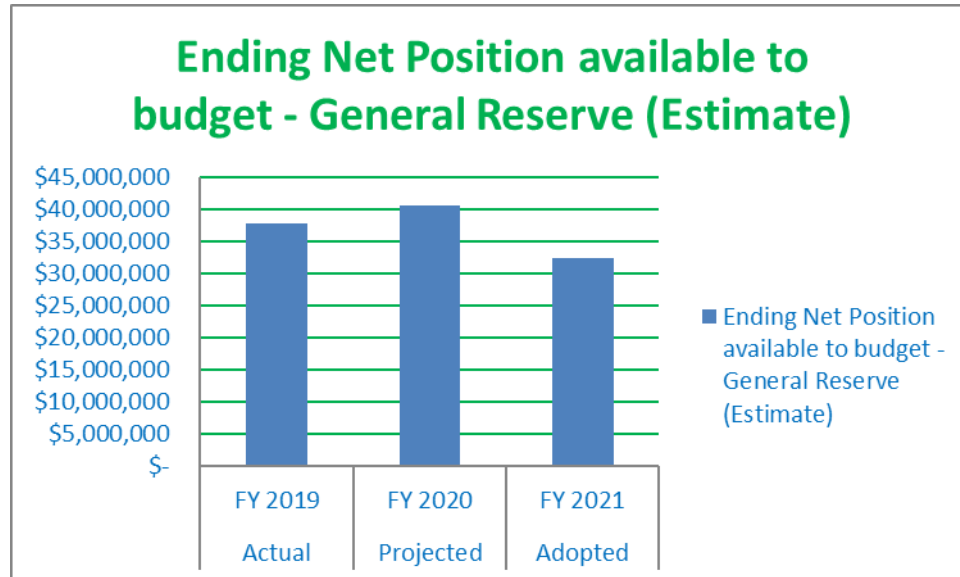 Ending Net Position available to
budget - General Reserve (Estimate)
$45,000,000
$40,000,000
$35,000,000
$30,000,000
$25,000,000
$20,000,000
$15,000,000
$10,000,000
$5,000,000
$-
Ending Net Position
available to budget -
General Reserve
(Estimate)
FY 2019 FY 2020 FY 2021
Actual Projected Adopted